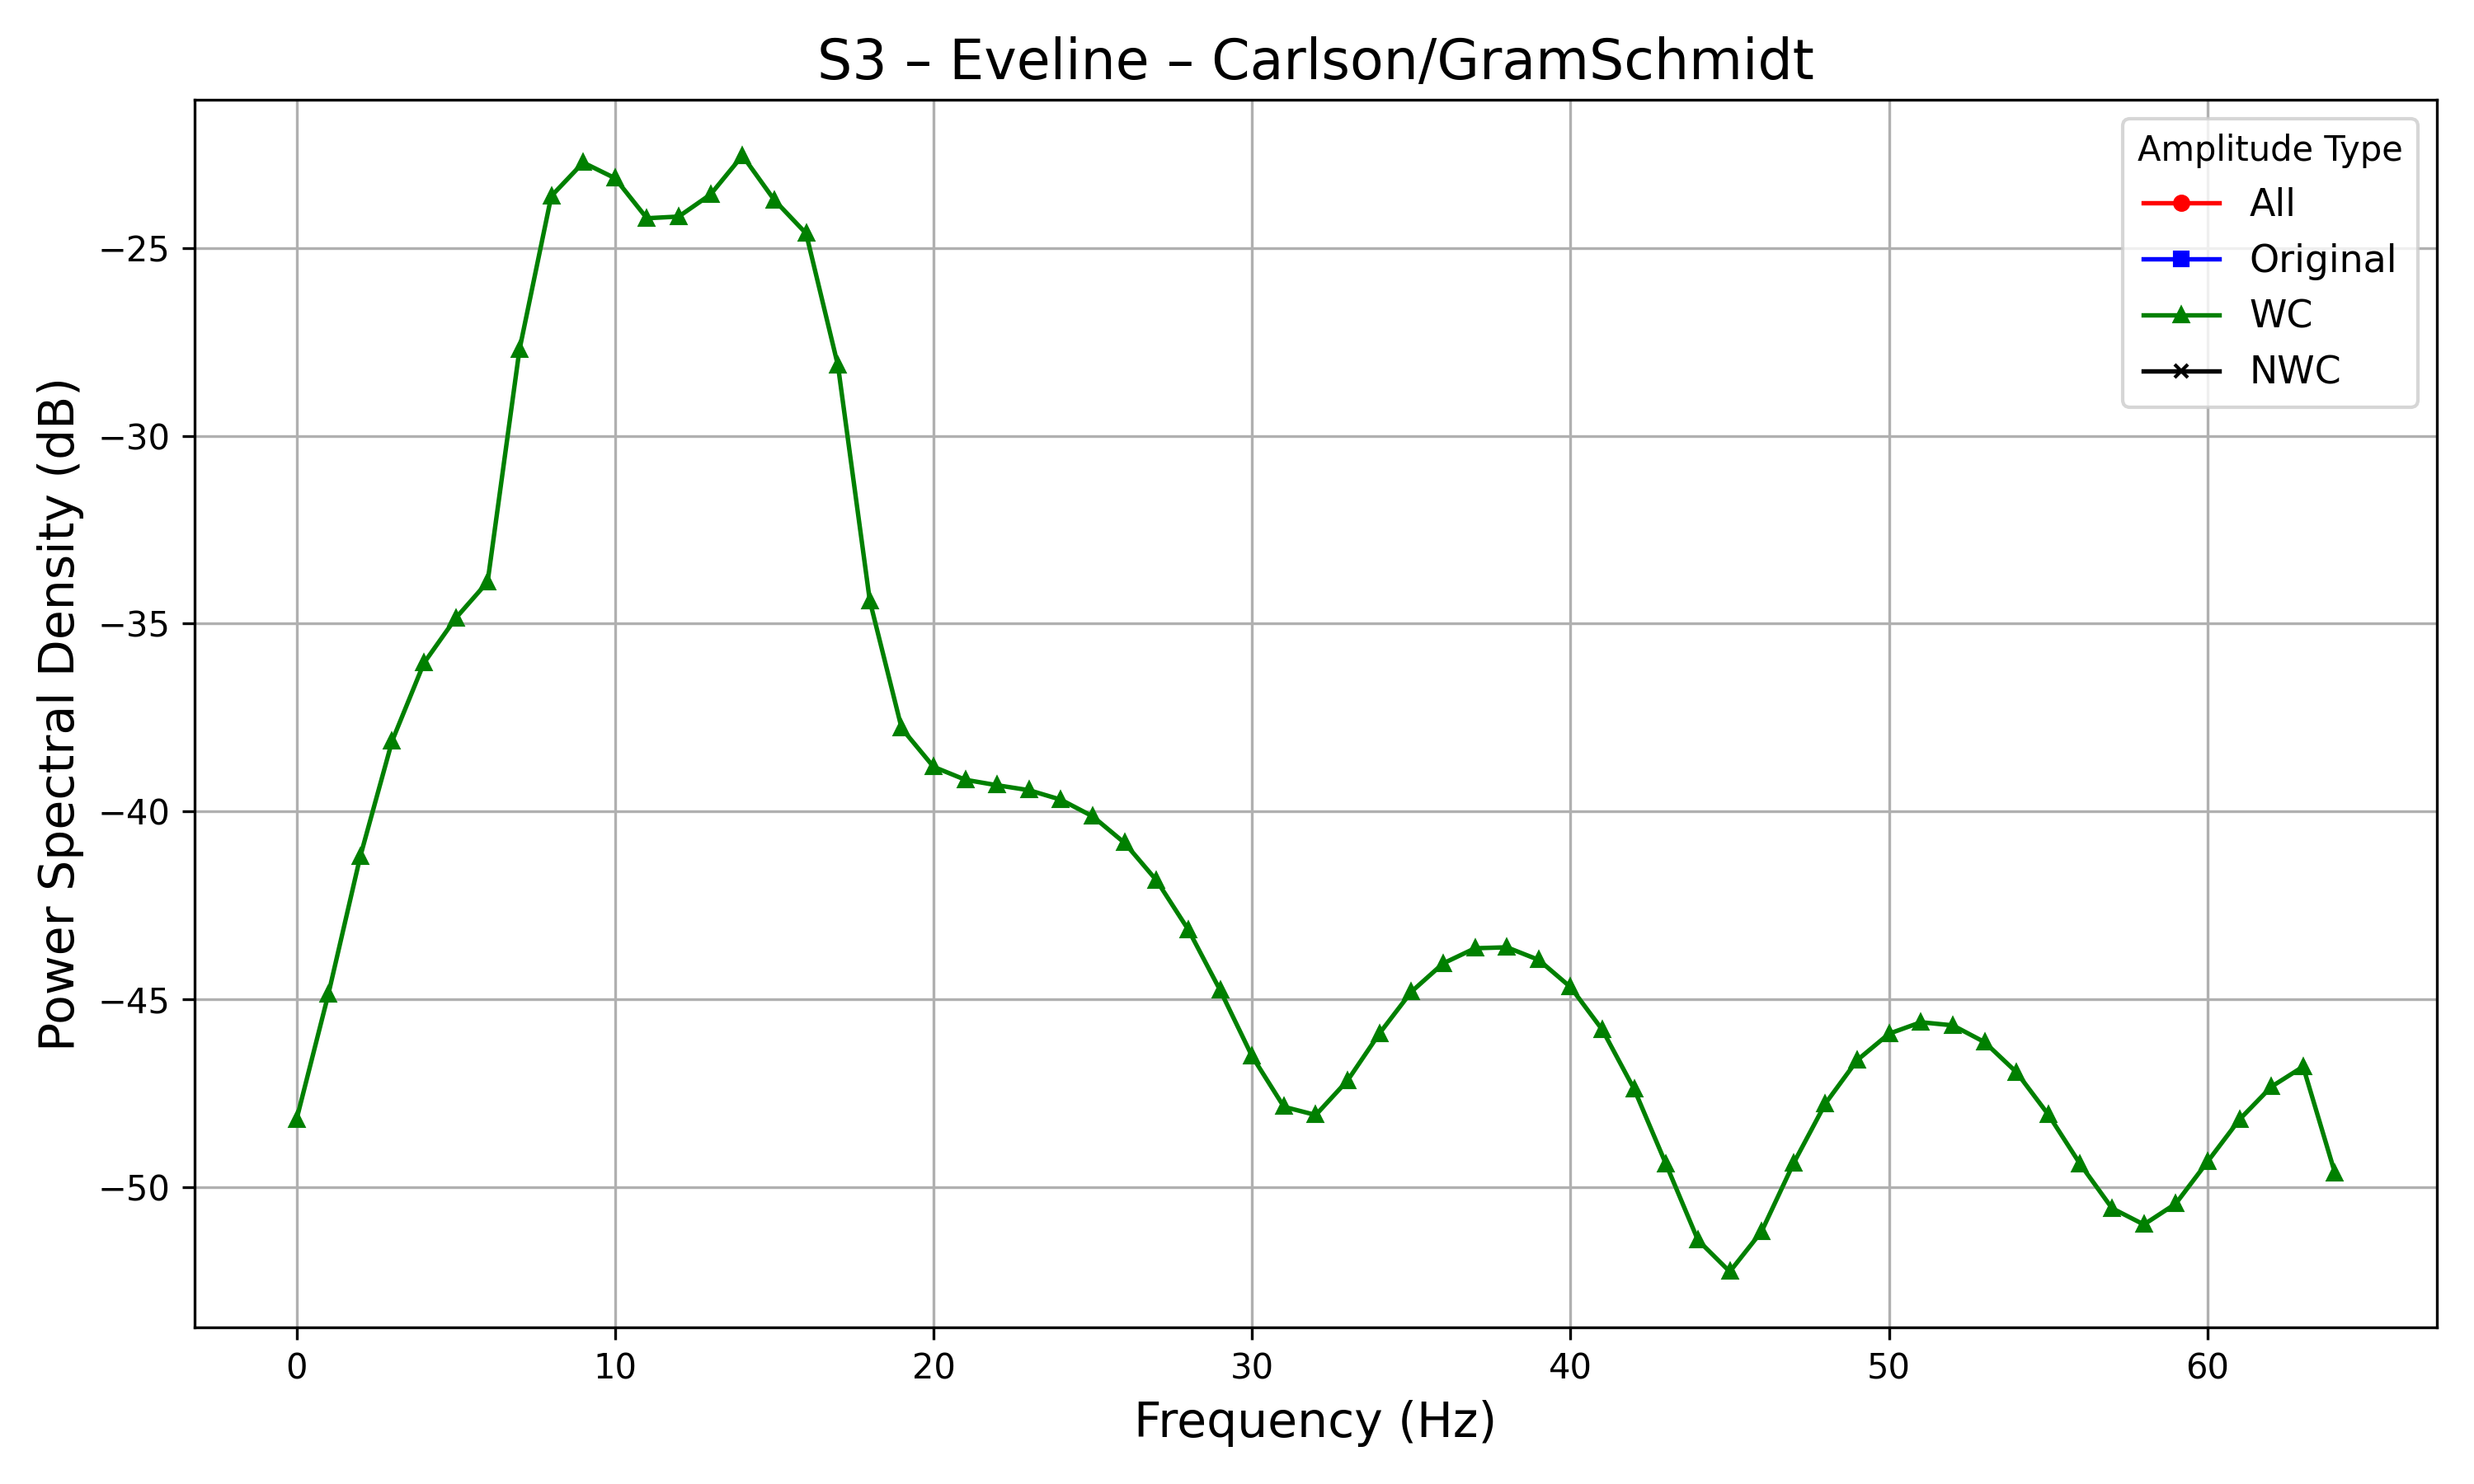 S3 – Eveline – Carlson/GramSchmidt
Amplitude Type
All
Original
WC
NWC
Power Spectral Density (dB)
−25
−30
−35
−40
−45
−50
0 10 20 30 40 50 60
Frequency (Hz)